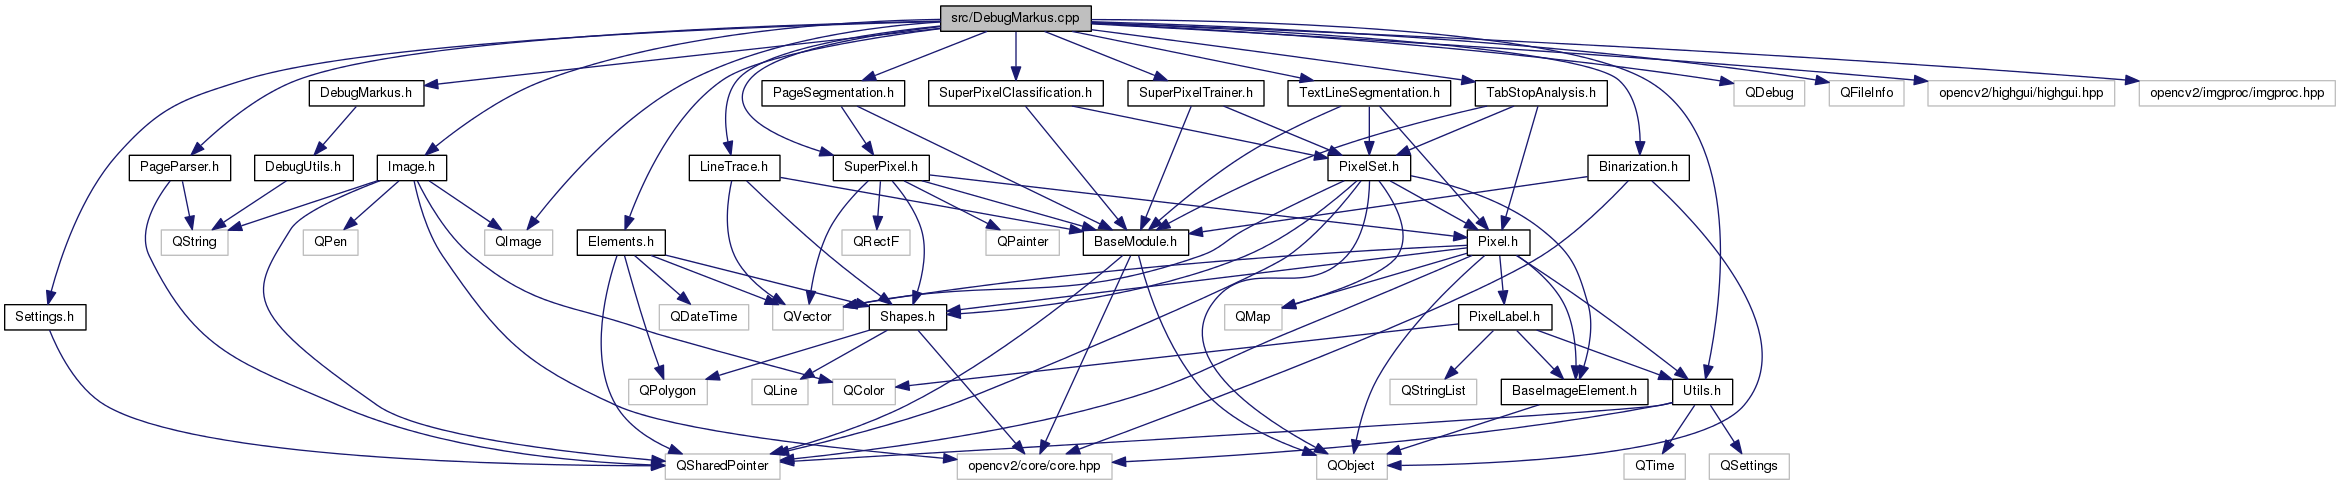 src/DebugMarkus.cpp
DebugMarkus.h
PageSegmentation.h
SuperPixelClassification.h
SuperPixelTrainer.h
TextLineSegmentation.h
TabStopAnalysis.h
QDebug
QFileInfo
opencv2/highgui/highgui.hpp
opencv2/imgproc/imgproc.hpp
PageParser.h
DebugUtils.h
Image.h
LineTrace.h
SuperPixel.h
PixelSet.h
Binarization.h
QString
QPen
QImage
Elements.h
QRectF
QPainter
BaseModule.h
Pixel.h
Settings.h
QDateTime
QVector
Shapes.h
QMap
PixelLabel.h
QPolygon
QLine
QColor
QStringList
BaseImageElement.h
Utils.h
QSharedPointer
opencv2/core/core.hpp
QObject
QTime
QSettings